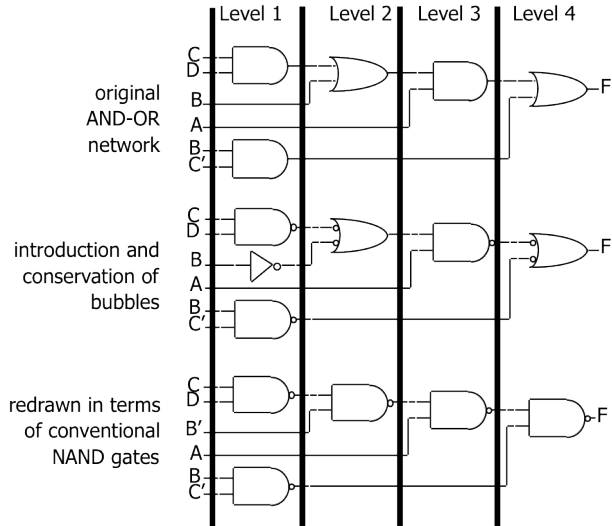 Level 1 Level 2 Level 3 Level 4
original
AND-OR
network
C
D
B
A
B
C'
F
introduction and
conservation of
bubbles
C
D
B
A
B
C'
F
redrawn in terms
of conventional
NAND gates
C
D
B'
A
B
C'
F